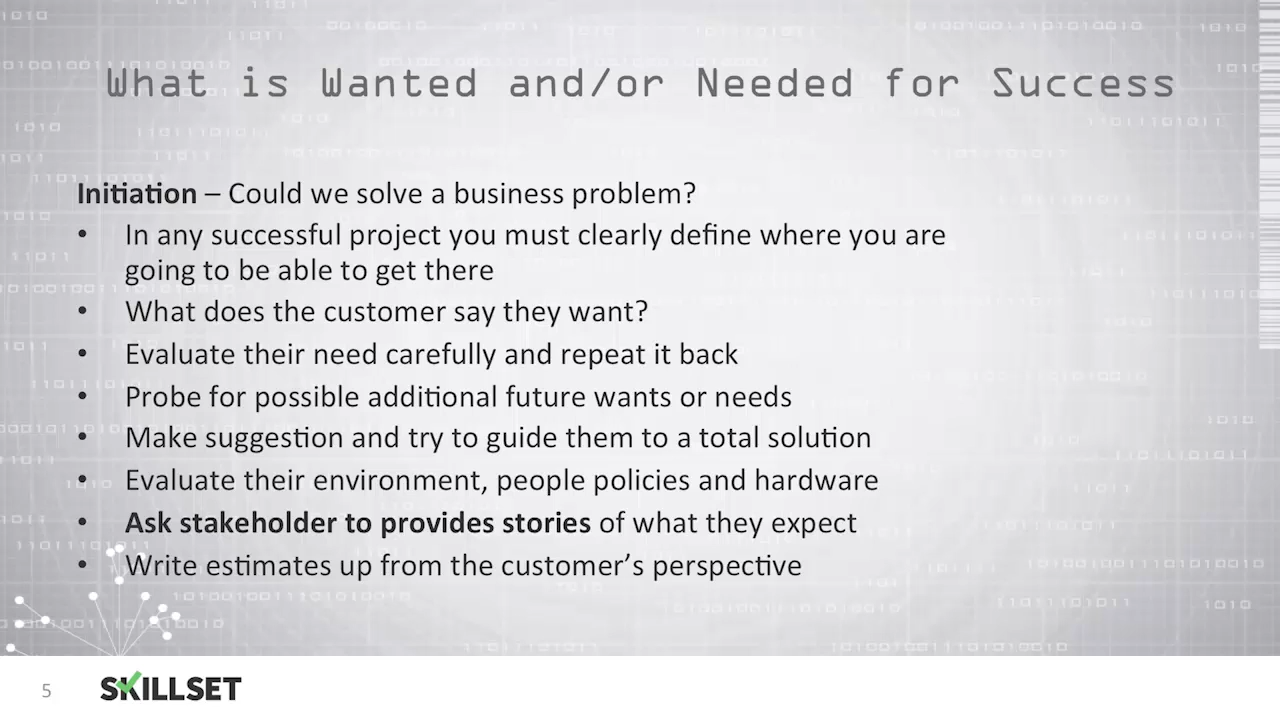 What is Wanted and/or Needed for Success
Initiation – Could we solve a business problem?
• In any successful project you must clearly define where you are
going to be able to get there
• What does the customer say they want?
• Evaluate their need carefully and repeat it back
• Probe for possible additional future wants or needs
• Make suggestion and try to guide them to a total solution
• Evaluate their environment, people policies and hardware
• Ask stakeholder to provides stories of what they expect
• Write estimates up from the customer’s perspective
5
SKILLSET